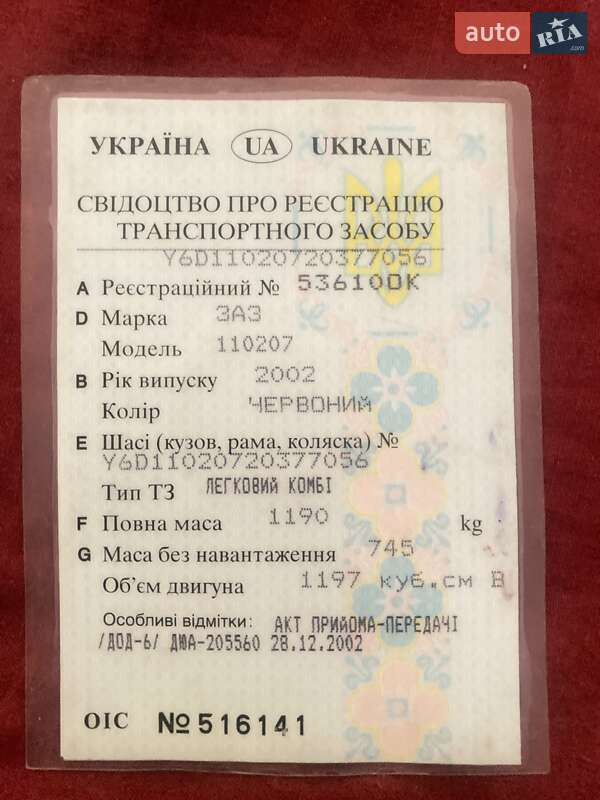 auto RIA.com
УКРАЇНА UA UKRAINE
СВІДОЦТВО ПРО РЕЄСТРАЦІЮ
ТРАНСПОРТНОГО ЗАСОБУ
Y6D11020720377056
A Реєстраційний № 53610ОК
D Марка ЗАЗ
Модель 110207
B Рік випуску 2002
Колір ЧЕРВОНИЙ
E Шасі (кузов, рама, коляска) №
Y6D11020720377056
Тип ТЗ ЛЕГКОВИЙ КОМБІ
F Повна маса 1190 kg
G Маса без навантаження 745
Об'єм двигуна 1197 куб.см В
Особливі відмітки: АКТ ПРИЙОМА-ПЕРЕДАЧІ
/ДОД-6/ ДЮА-205560 28.12.2002
ОІС №516141